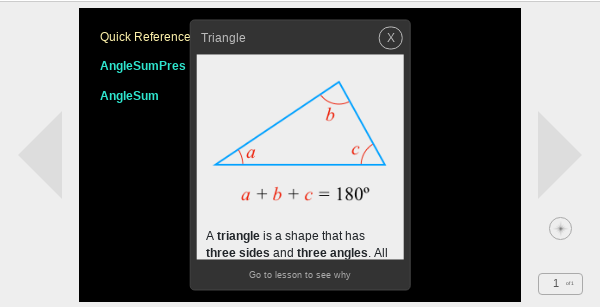 Quick Reference
AngleSumPres
AngleSum
Triangle
X
b
a
c
a + b + c = 180º
A triangle is a shape that has
three sides and three angles. All
Go to lesson to see why
1 of 1